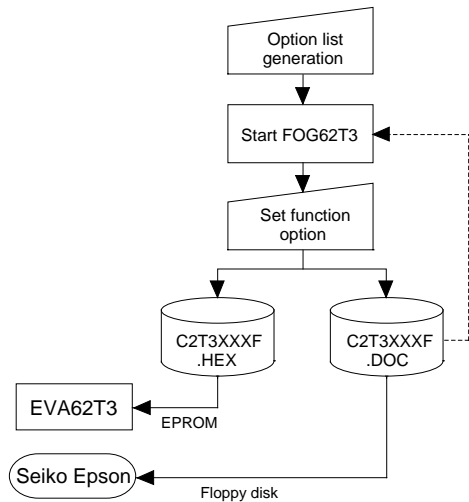 Option list
generation
Start FOG62T3
Set function
option
C2T3XXXF
.HEX
C2T3XXXF
.DOC
EVA62T3
EPROM
Seiko Epson
Floppy disk